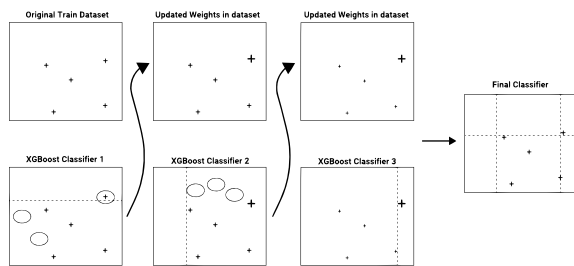 Original Train Dataset
Updated Weights in dataset
Updated Weights in dataset
Final Classifier
XGBoost Classifier 1
XGBoost Classifier 2
XGBoost Classifier 3